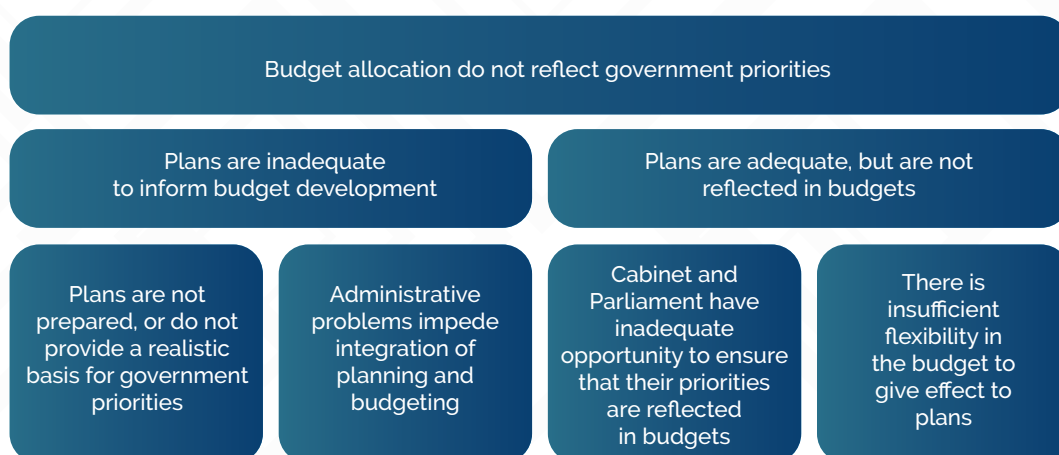 Budget allocation do not reflect government priorities
Plans are inadequate
to inform budget development
Plans are adequate, but are not
reflected in budgets
Plans are not
prepared, or do not
provide a realistic
basis for government
priorities
Administrative
problems impede
integration of
planning and
budgeting
Cabinet and
Parliament have
inadequate
opportunity to ensure
that their priorities
are reflected
in budgets
There is
insufficient
flexibility in
the budget to
give effect to
plans